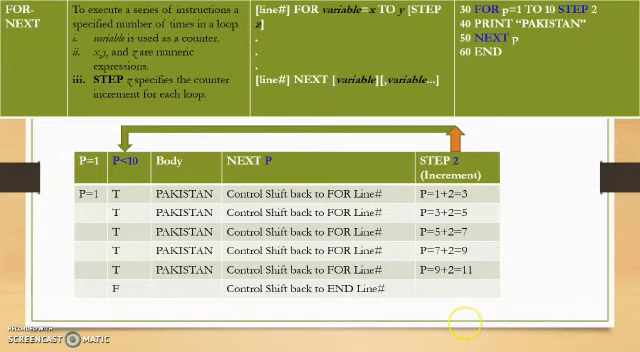 FOR-
NEXT
To execute a series of instructions a
specified number of times in a loop.
i. variable is used as a counter.
ii. x,y, and z are numeric
expressions.
iii. STEP z specifies the counter
increment for each loop.
[line#] FOR variable=x TO y [STEP
z]
.
.
.
[line#] NEXT [variable][,variable...]
30 FOR p=1 TO 10 STEP 2
40 PRINT “PAKISTAN”
50 NEXT p
60 END
P=1 P<10 Body NEXT P STEP 2
(Increment)
P=1 T PAKISTAN Control Shift back to FOR Line# P=1+2=3
T PAKISTAN Control Shift back to FOR Line# P=3+2=5
T PAKISTAN Control Shift back to FOR Line# P=5+2=7
T PAKISTAN Control Shift back to FOR Line# P=7+2=9
T PAKISTAN Control Shift back to FOR Line# P=9+2=11
F Control Shift back to END Line#
RECORDED WITH
SCREENCAST MATIC